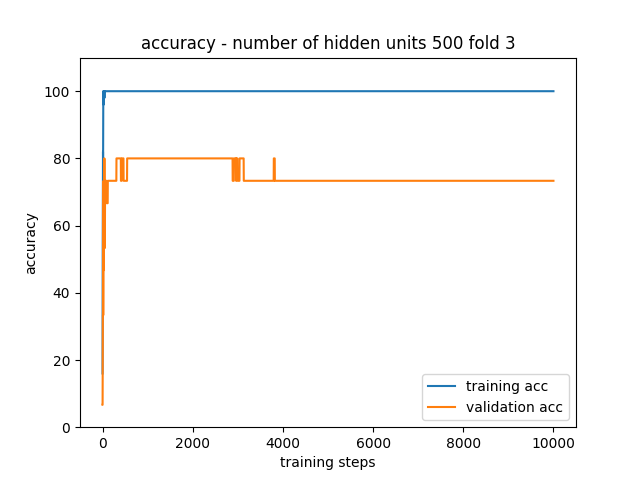 accuracy - number of hidden units 500 fold 3
100
80
60
40
20
0
accuracy
0 2000 4000 6000 8000 10000
training steps
training acc
validation acc